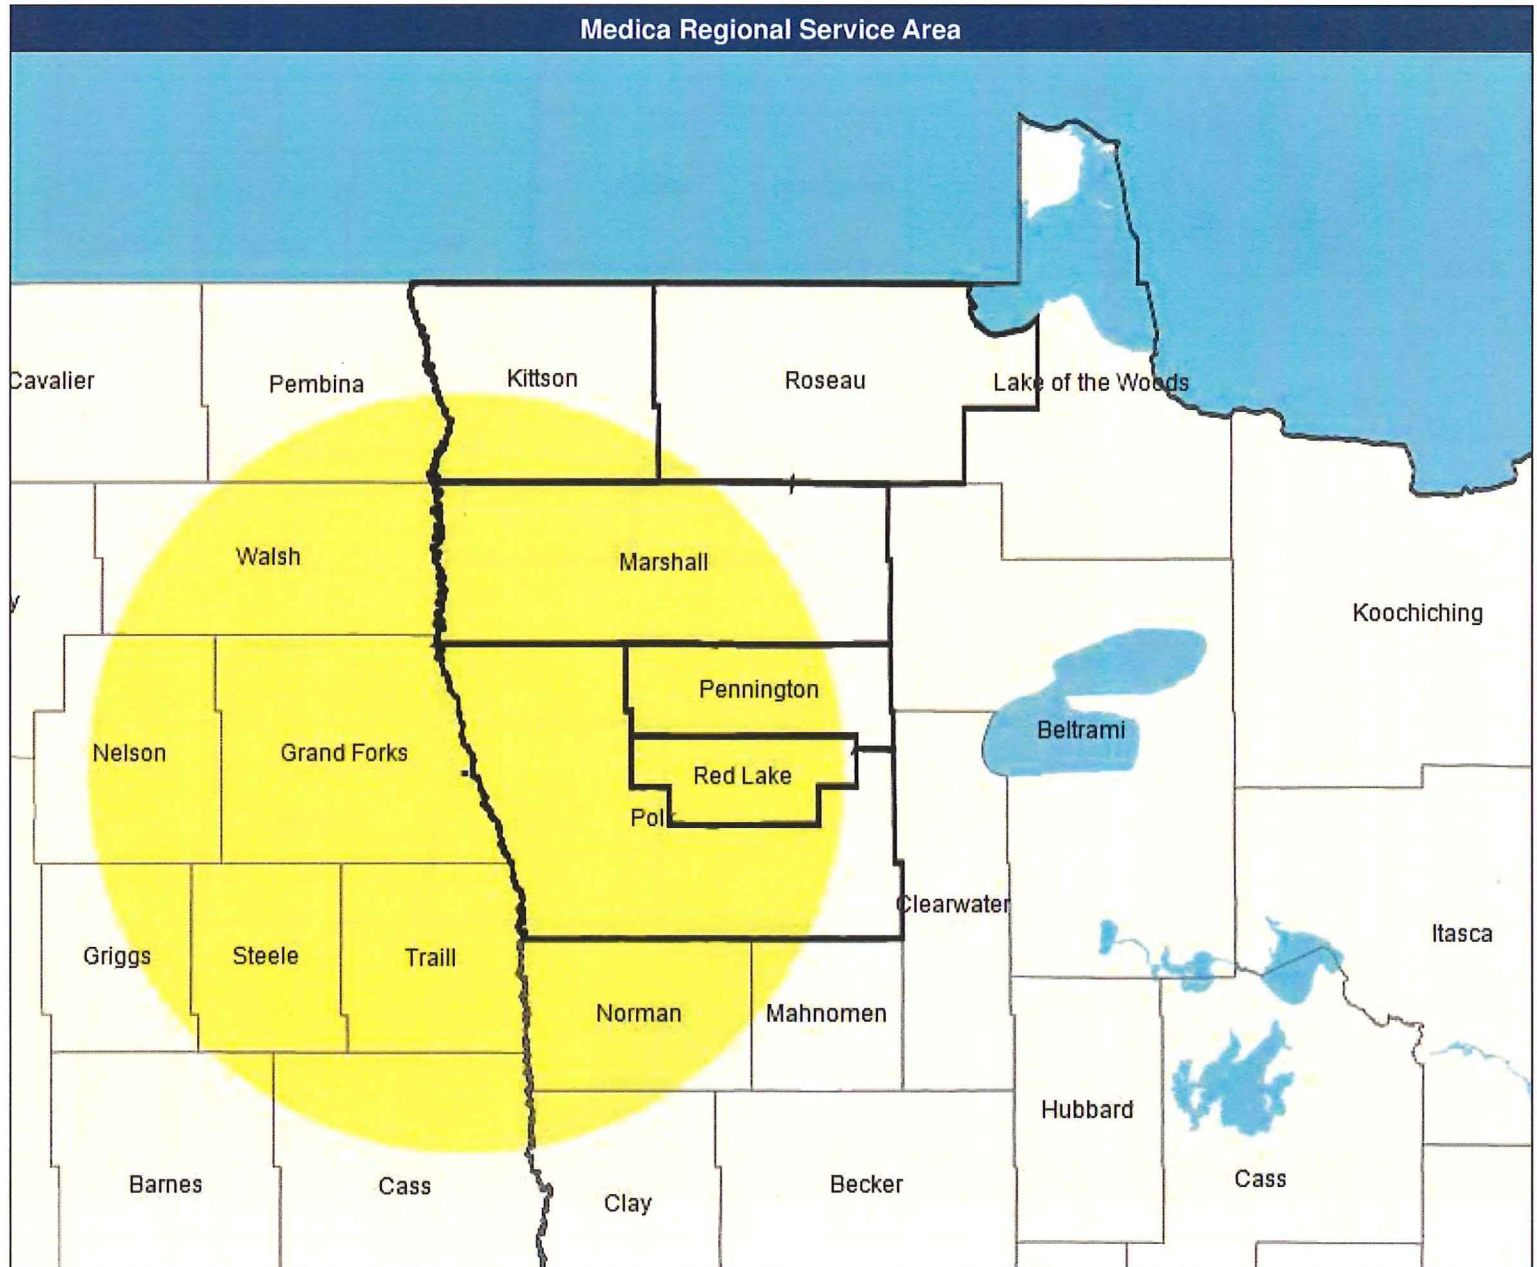 Medica Regional Service Area
Cavalier
Pembina
Kittson
Roseau
Lake of the Woods
Walsh
Marshall
y
Koochiching
Pennington
Beltrami
Nelson
Grand Forks
Red Lake
Pol
Clearwater
Itasca
Griggs
Steele
Traill
Norman
Mahnomen
Hubbard
Barnes
Cass
Clay
Becker
Cass